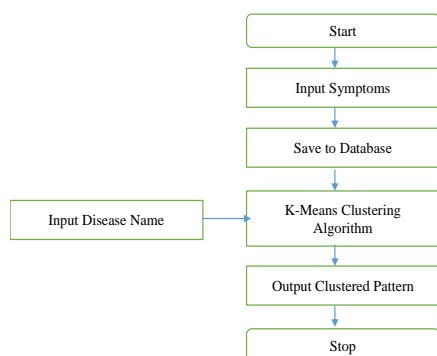 Start
Input Symptoms
Save to Database
Input Disease Name
K-Means Clustering
Algorithm
Output Clustered Pattern
Stop